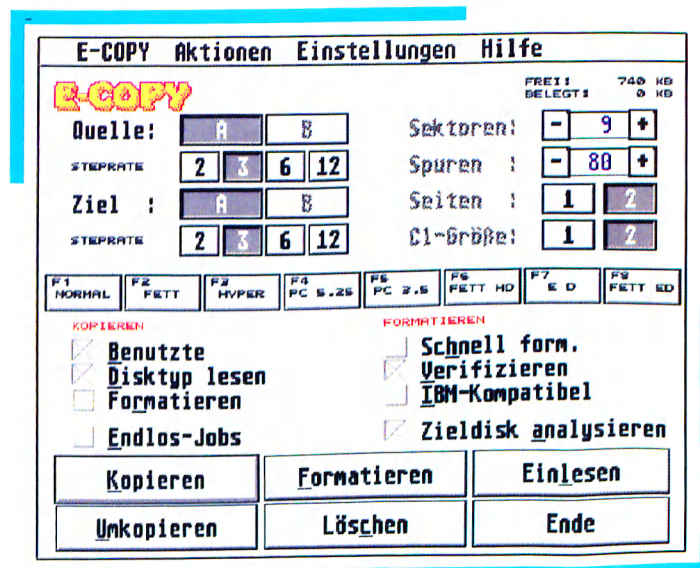 E-COPY Aktionen Einstellungen Hilfe
E-COPY
FREI: 740 KB
BELEGT: 0 KB
Quelle: A B
Sektoren: - 9 +
STEPRATE 2 3 6 12
Spuren : - 80 +
Ziel : A B
Seiten : 1 2
STEPRATE 2 3 6 12
Cl-Größe: 1 2
F1 NORMAL
F2 FETT
F3 HYPER
F4 PC 5.25
F5 PC 3.5
F6 FETT HD
F7 E D
F8 FETT ED
KOPIEREN
FORMATIEREN
Benutzte
Schnell form.
Disktyp lesen
Verifizieren
Formatieren
IBM-Kompatibel
Endlos-Jobs
Zieldisk analysieren
Kopieren Formatieren Einlesen
Umkopieren Löschen Ende